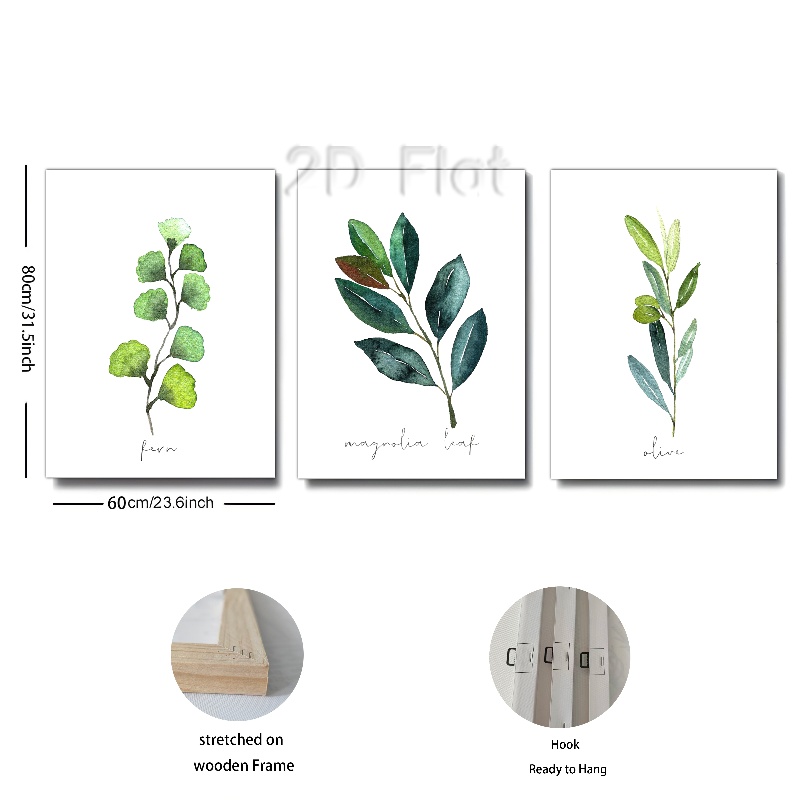 2D Flat
80cm/31.5inch
fern
magnolia leaf
olive
60cm/23.6inch
stretched on
wooden Frame
Hook
Ready to Hang